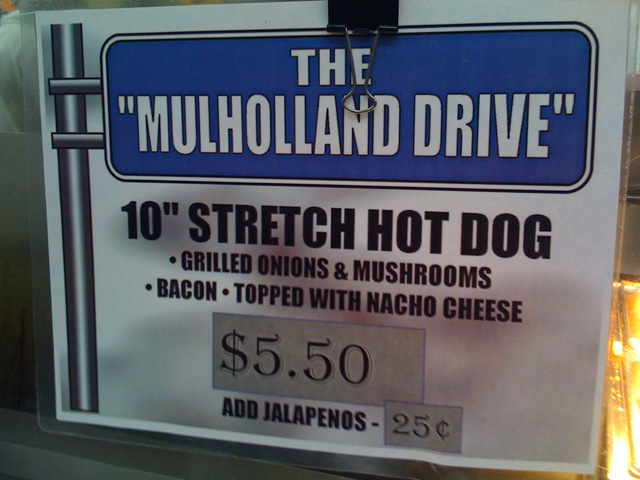 THE
"MULHOLLAND DRIVE"
10" STRETCH HOT DOG
• GRILLED ONIONS & MUSHROOMS
• BACON • TOPPED WITH NACHO CHEESE
$5.50
ADD JALAPENOS - 25¢